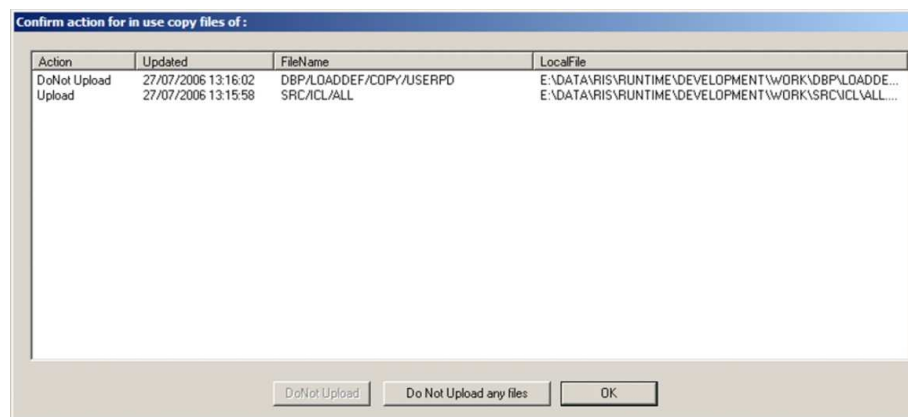 Confirm action for in use copy files of :
Action Updated FileName LocalFile
DoNot Upload 27/07/2006 13:16:02 DBP/LOADDEF/COPY/USERPD E:\DATA\RIS\RUNTIME\DEVELOPMENT\WORK\DBP\LOADDE...
Upload 27/07/2006 13:15:58 SRC/ICL/ALL E:\DATA\RIS\RUNTIME\DEVELOPMENT\WORK\SRC\ICL\ALL....
DoNot Upload Do Not Upload any files OK